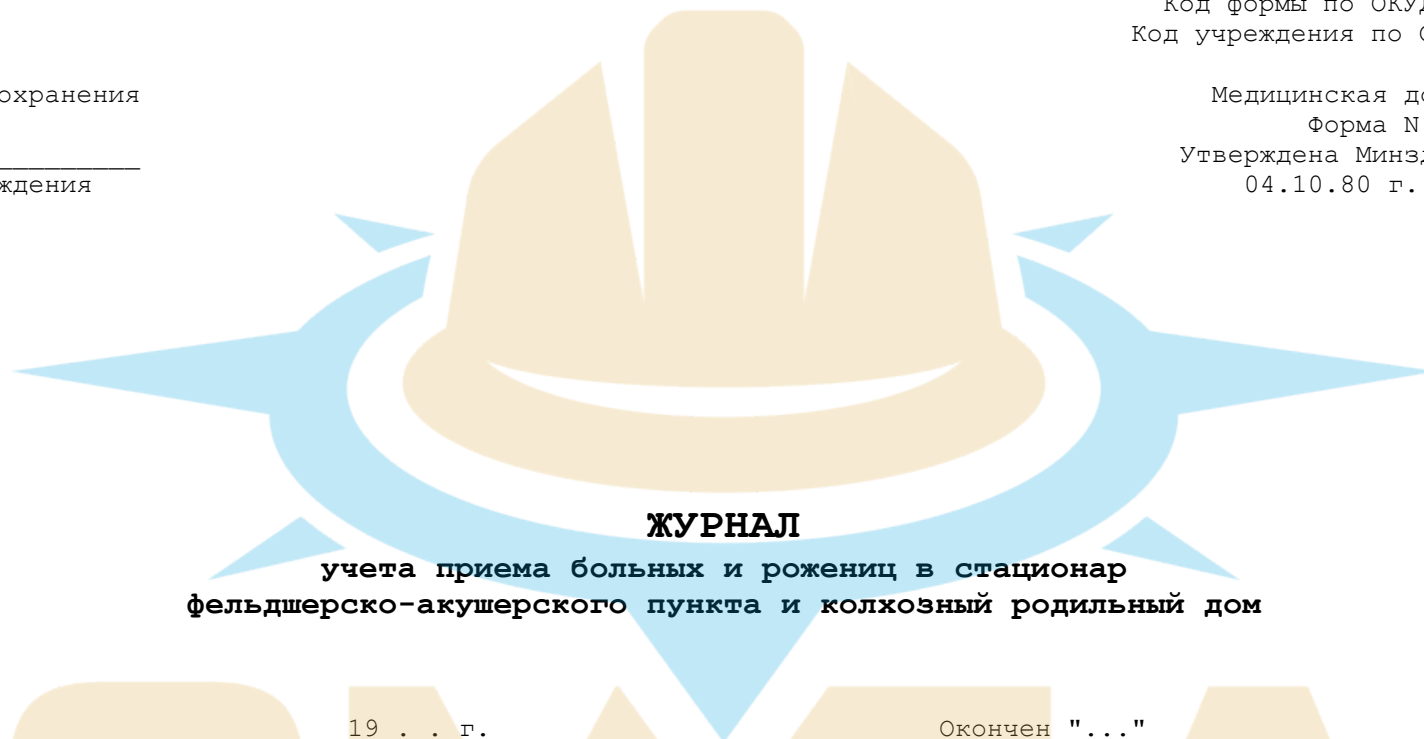 Код формы по ОКУД
Код учреждения по О
охранения
Медицинская до
Форма N
Утверждена Минзд
ждения
04.10.80 г.
ЖУРНАЛ
учета приема больных и рожениц в стационар
фельдшерско-акушерского пункта и колхозный родильный дом
19 . . г.
Окончен "..."